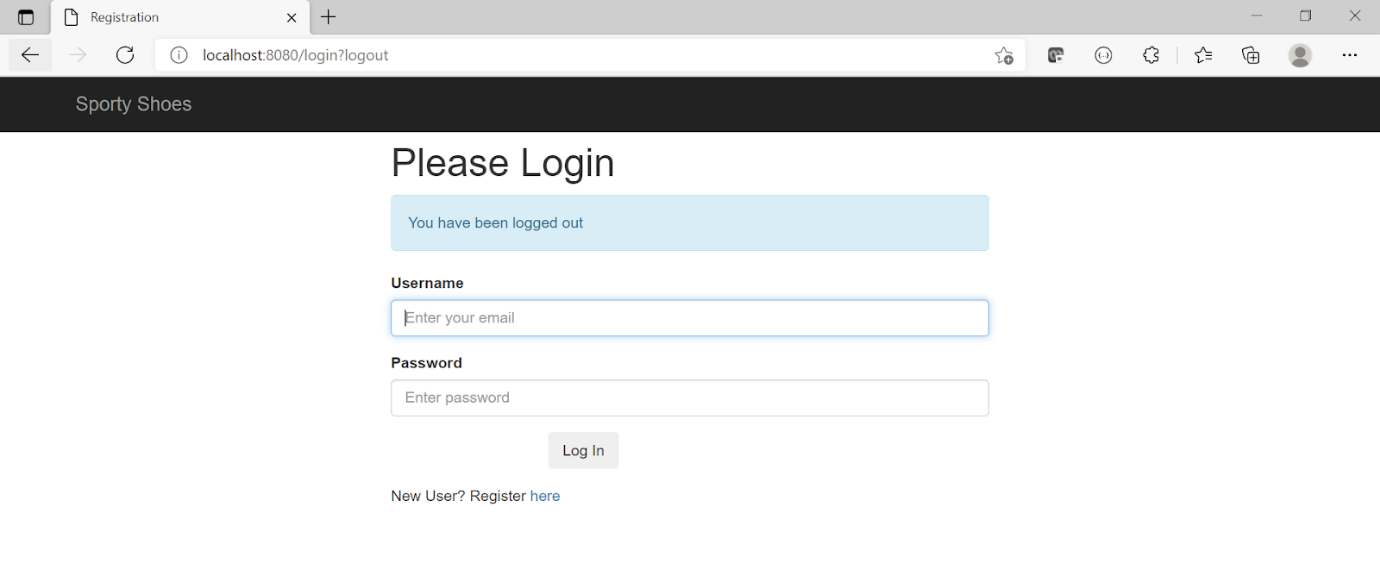 Registration
localhost:8080/login?logout
Sporty Shoes
Please Login
You have been logged out
Username
Enter your email
Password
Enter password
Log In
New User? Register here